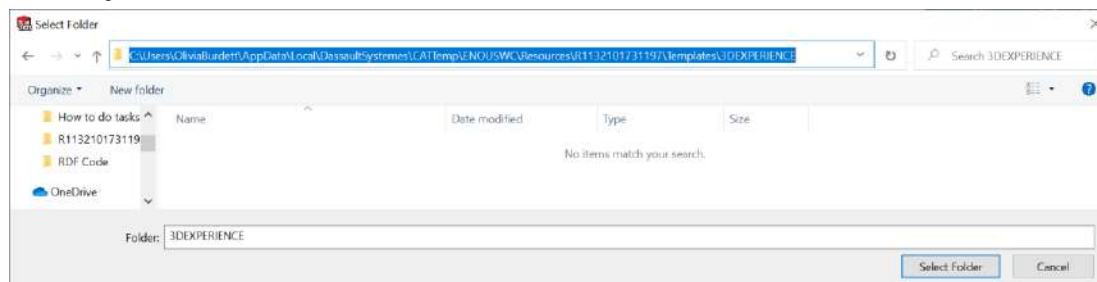 Select Folder
C:\Users\OliviaBurdett\AppData\Local\DassaultSystemes\CATTemp\ENOUSWC\Resources\R1132101731197\Templates\3DEXPERIENCE
Search 3DEXPERIENCE
Organize
New folder
How to do tasks
Name
Date modified
Type
Size
R113210173119
No items match your search.
RDF Code
OneDrive
Folder: 3DEXPERIENCE
Select Folder
Cancel